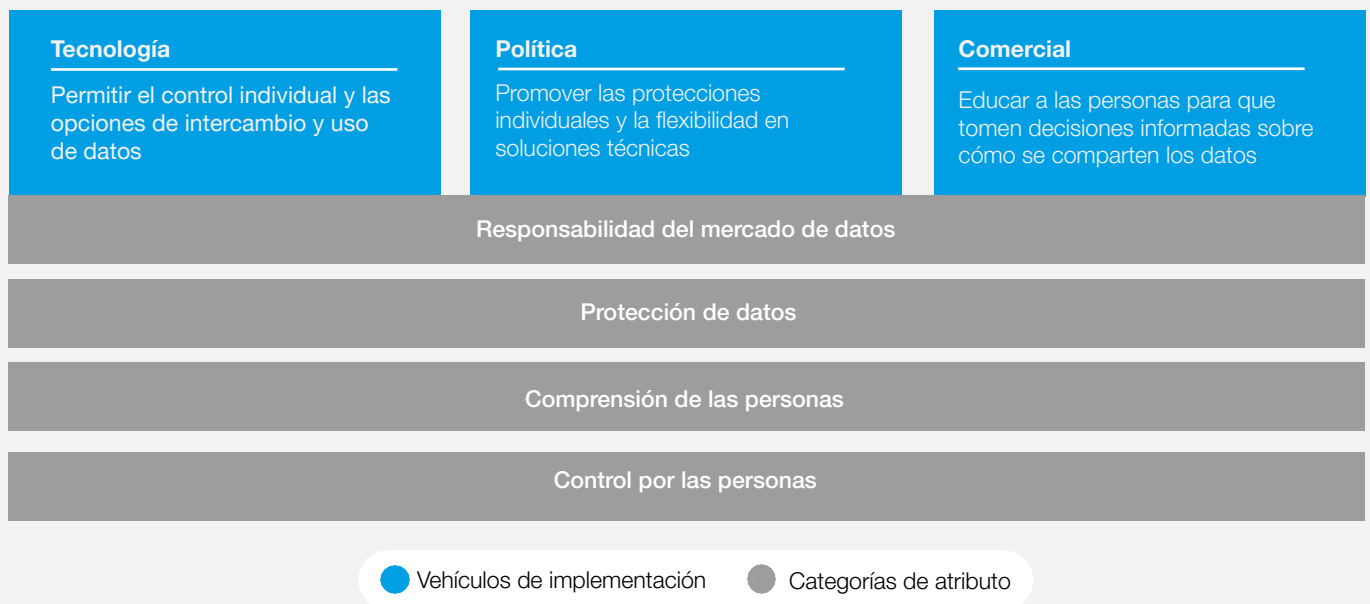 Tecnología
Permitir el control individual y las
opciones de intercambio y uso
de datos
Política
Promover las protecciones
individuales y la flexibilidad en
soluciones técnicas
Comercial
Educar a las personas para que
tomen decisiones informadas sobre
cómo se comparten los datos
Responsabilidad del mercado de datos
Protección de datos
Comprensión de las personas
Control por las personas
Vehículos de implementación
Categorías de atributo